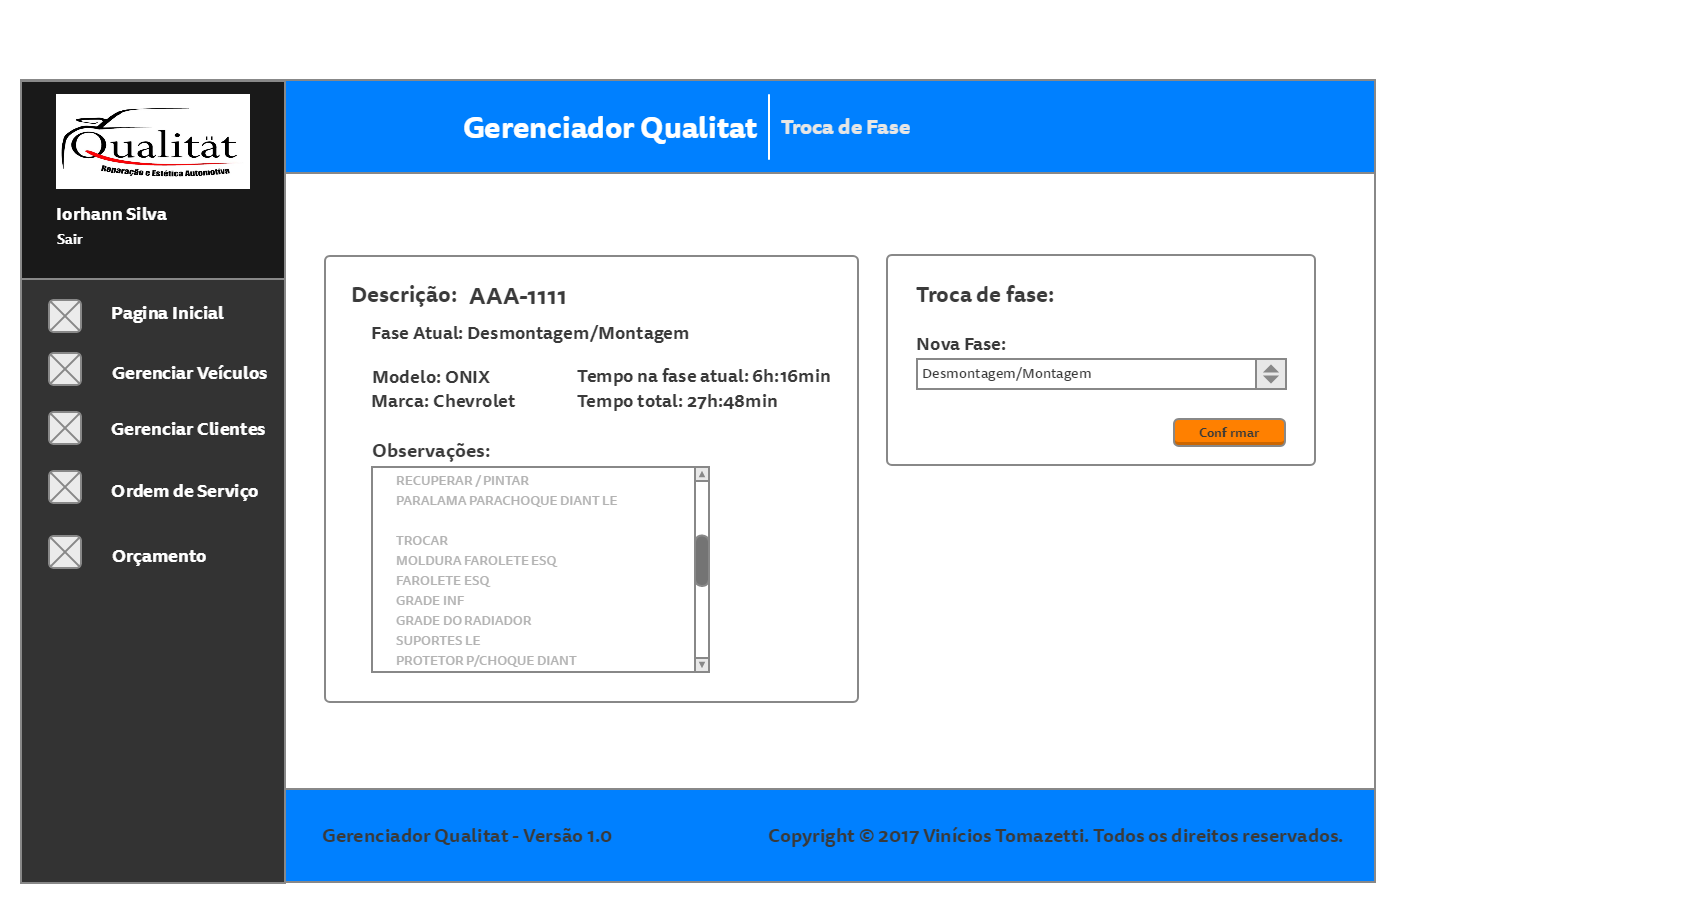 Qualität
Reparação e Estética Automotiva
Iorhann Silva
Sair
Pagina Inicial
Gerenciar Veículos
Gerenciar Clientes
Ordem de Serviço
Orçamento
Gerenciador Qualitat
Troca de Fase
Descrição: AAA-1111
Fase Atual: Desmontagem/Montagem
Modelo: ONIX
Tempo na fase atual: 6h:16min
Marca: Chevrolet
Tempo total: 27h:48min
Observações:
RECUPERAR / PINTAR
PARALAMA PARACHOQUE DIANT LE
TROCAR
MOLDURA FAROLETE ESQ
FAROLETE ESQ
GRADE INF
GRADE DO RADIADOR
SUPORTES LE
PROTETOR P/CHOQUE DIANT
Troca de fase:
Nova Fase:
Desmontagem/Montagem
Conf rmar
Gerenciador Qualitat - Versão 1.0
Copyright © 2017 Vinícios Tomazetti. Todos os direitos reservados.